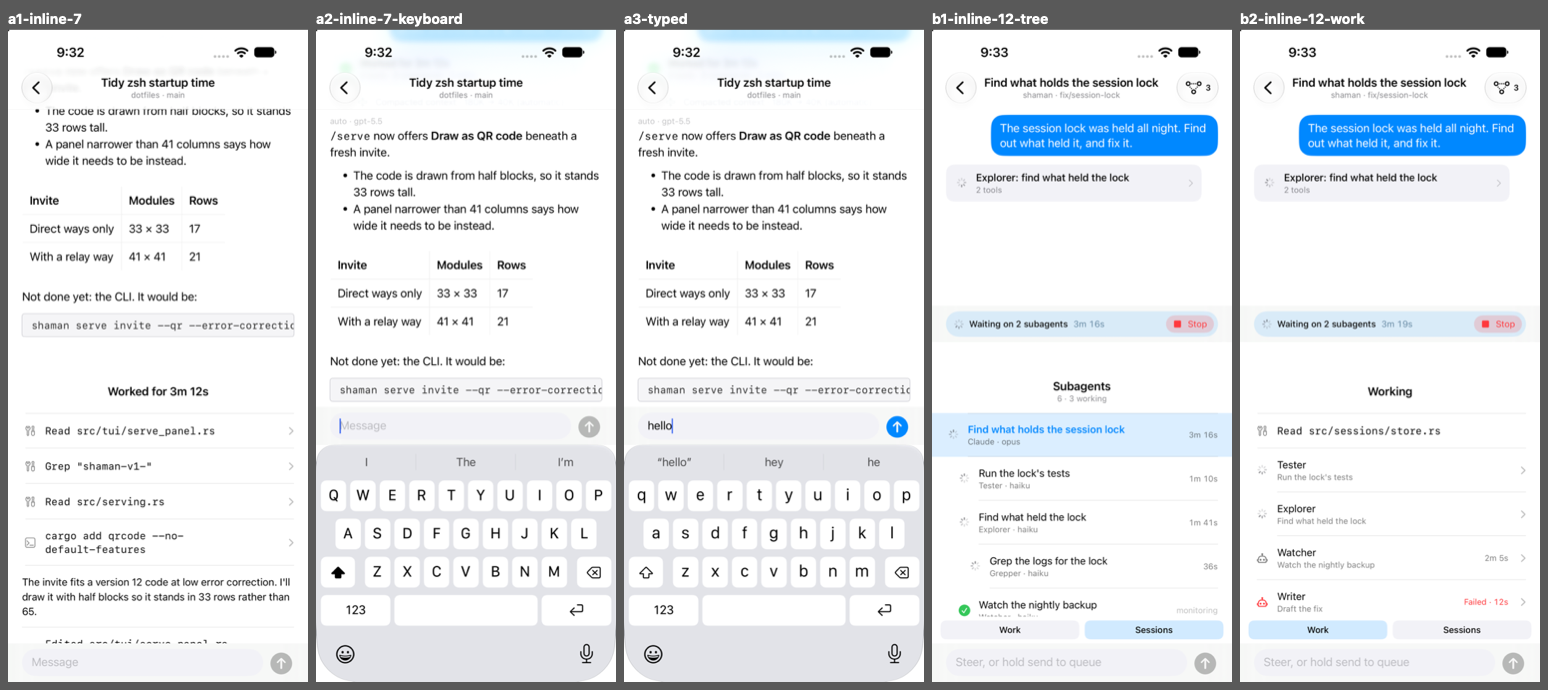 a1-inline-7
9:32
Tidy zsh startup time
dotfiles · main
The code is drawn from half blocks, so it stands
33 rows tall.
A panel narrower than 41 columns says how
wide it needs to be instead.
Invite Modules Rows
Direct ways only 33 × 33 17
With a relay way 41 × 41 21
Not done yet: the CLI. It would be:
shaman serve invite --qr --error-correctic
Worked for 3m 12s
Read src/tui/serve_panel.rs
Grep "shaman-v1-"
Read src/serving.rs
cargo add qrcode --no-
default-features
The invite fits a version 12 code at low error correction. I'll
draw it with half blocks so it stands in 33 rows rather than
65.
Edited src/tui/serve_panel.rs
Message
a2-inline-7-keyboard
9:32
Tidy zsh startup time
dotfiles · main
auto · gpt-5.5
/serve now offers Draw as QR code beneath a
fresh invite.
The code is drawn from half blocks, so it stands
33 rows tall.
A panel narrower than 41 columns says how
wide it needs to be instead.
Invite Modules Rows
Direct ways only 33 × 33 17
With a relay way 41 × 41 21
Not done yet: the CLI. It would be:
shaman serve invite --qr --error-correctic
Message
I The I'm
Q W E R T Y U I O P
A S D F G H J K L
Z X C V B N M
123
a3-typed
9:32
Tidy zsh startup time
dotfiles · main
auto · gpt-5.5
/serve now offers Draw as QR code beneath a
fresh invite.
The code is drawn from half blocks, so it stands
33 rows tall.
A panel narrower than 41 columns says how
wide it needs to be instead.
Invite Modules Rows
Direct ways only 33 × 33 17
With a relay way 41 × 41 21
Not done yet: the CLI. It would be:
shaman serve invite --qr --error-correctic
hello
"hello" hey he
q w e r t y u i o p
a s d f g h j k l
z x c v b n m
123
b1-inline-12-tree
9:33
Find what holds the session lock
shaman · fix/session-lock
3
The session lock was held all night. Find
out what held it, and fix it.
Explorer: find what held the lock
2 tools
Waiting on 2 subagents 3m 16s Stop
Subagents
6 · 3 working
Find what holds the session lock
Claude · opus
3m 16s
Run the lock's tests
Tester · haiku
1m 10s
Find what held the lock
Explorer · haiku
1m 41s
Grep the logs for the lock
Grepper · haiku
36s
Watch the nightly backup
monitoring
Work Sessions
Steer, or hold send to queue
b2-inline-12-work
9:33
Find what holds the session lock
shaman · fix/session-lock
3
The session lock was held all night. Find
out what held it, and fix it.
Explorer: find what held the lock
2 tools
Waiting on 2 subagents 3m 19s Stop
Working
Read src/sessions/store.rs
Tester
Run the lock's tests
Explorer
Find what held the lock
Watcher
Watch the nightly backup
2m 5s
Writer
Draft the fix
Failed · 12s
Work Sessions
Steer, or hold send to queue